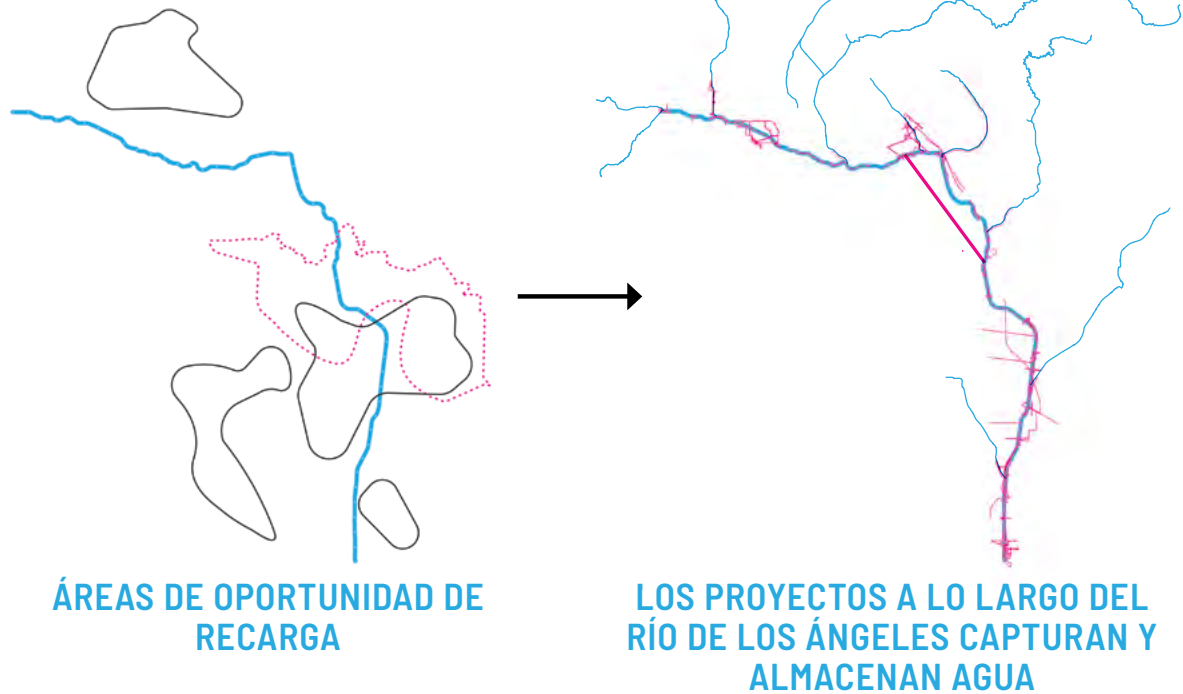 ÁREAS DE OPORTUNIDAD DE
RECARGA
LOS PROYECTOS A LO LARGO DEL
RÍO DE LOS ÁNGELES CAPTURAN Y
ALMACENAN AGUA